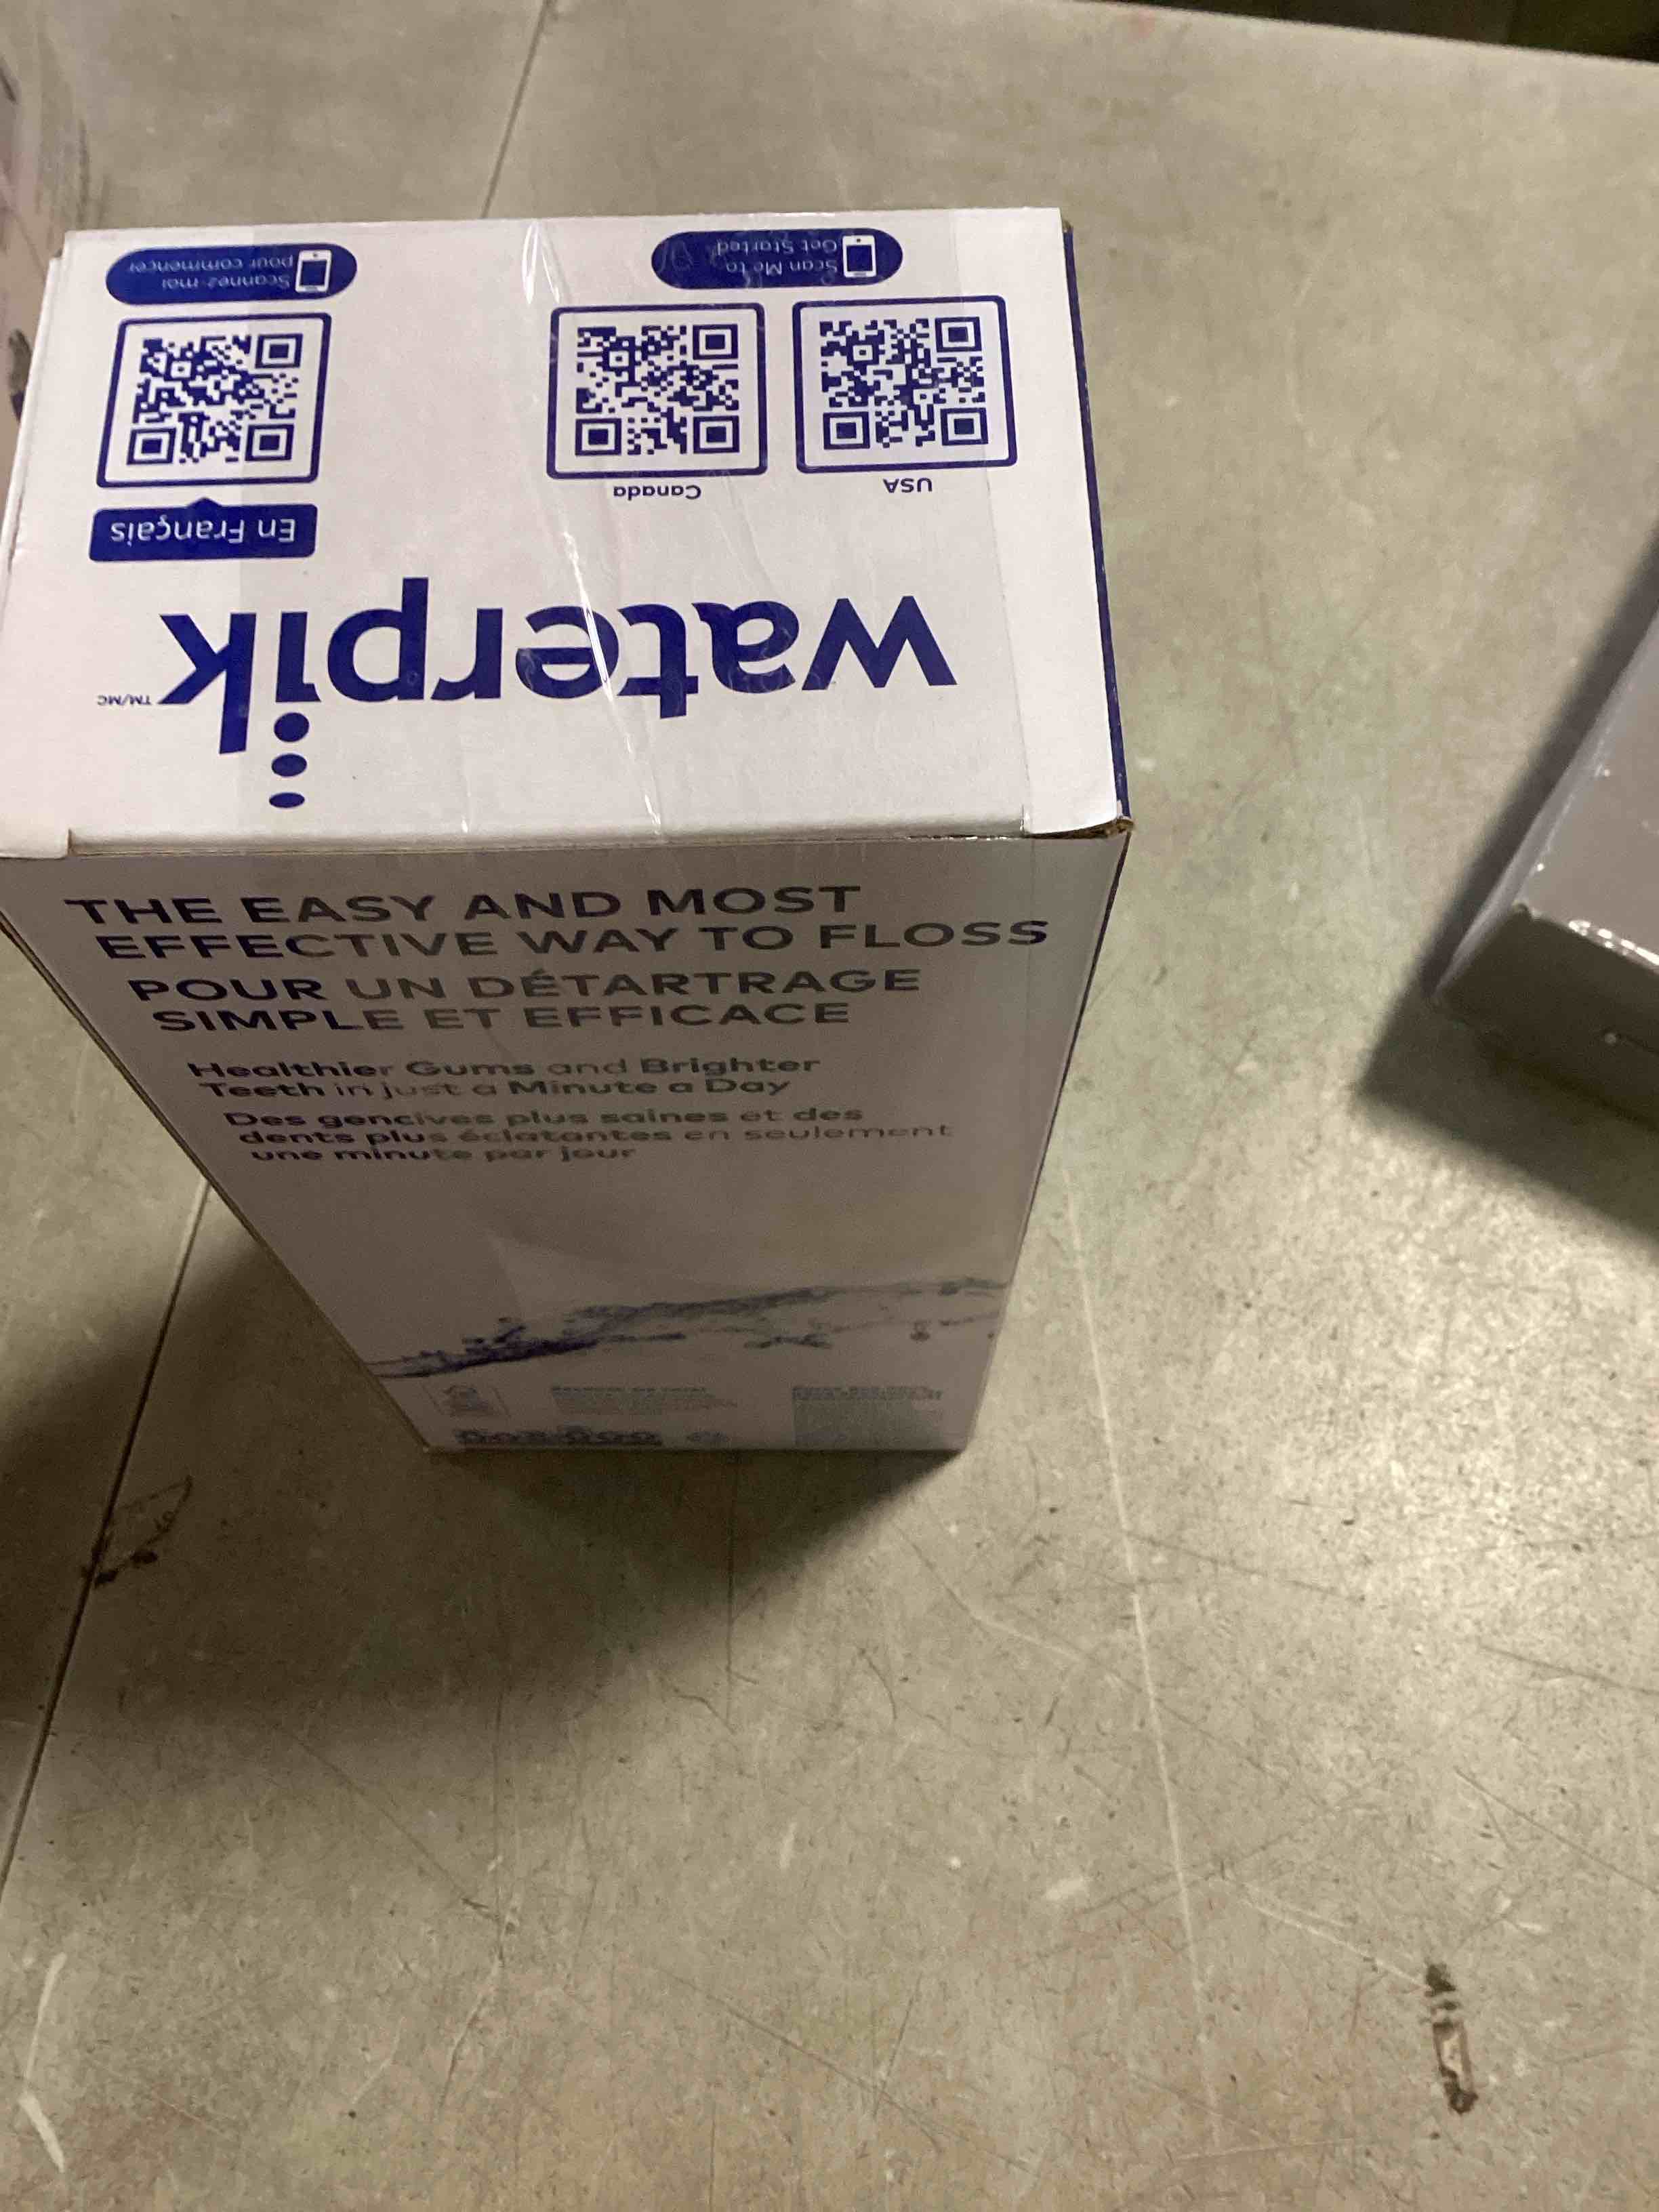 waterpik TM/MC
USA
Canada
En Français
Scan Me to
Get Started
Scannez-moi
pour commencer
THE EASY AND MOST
EFFECTIVE WAY TO FLOSS
POUR UN DÉTARTRAGE
SIMPLE ET EFFICACE
Healthier Gums and Brighter
Teeth in just a Minute a Day
Des gencives plus saines et des
dents plus éclatantes en seulement
une minute par jour